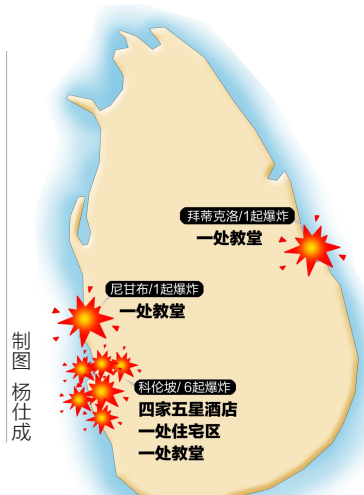 拜蒂克洛/1起爆炸
一处教堂
尼甘布/1起爆炸
一处教堂
科伦坡/ 6起爆炸
四家五星酒店
一处住宅区
一处教堂
制图 杨仕成